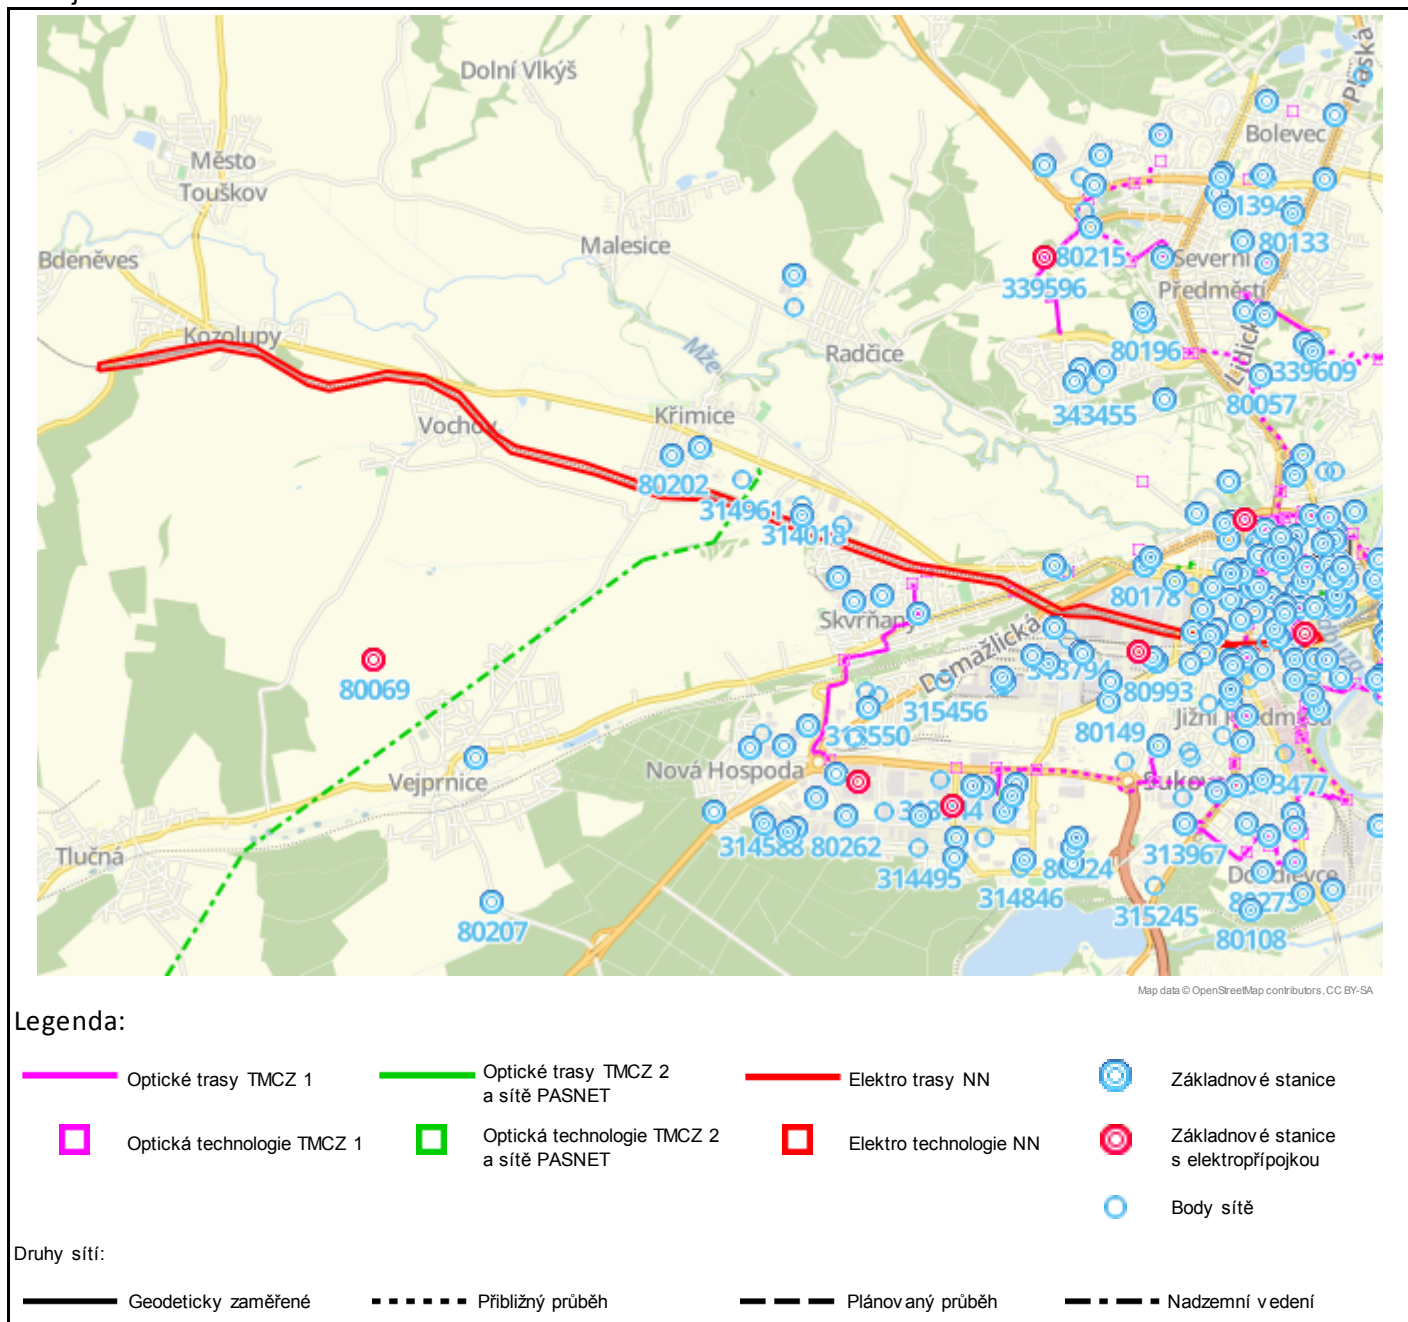 Dolní Vlkýš
Plaská
Bolevec
Město
Touškov
80133
Malesice
80215
Severní
Bdeněves
339596
Předměstí
Kozolupy
Mže
Radčice
80196
Lidick
339609
343455
80057
Křimice
Vochov
80202
314961
314018
80178
Skvrňany
Domažlická
80069
80993
315456
313550
80149
Jižní Předměstí
Nová Hospoda
Vejprnice
314588
80262
313967
Tlučná
314495
314846
315245
80207
80108
Map data © OpenStreetMap contributors, CC BY-SA
Legenda:
Optické trasy TMCZ 1
Optické trasy TMCZ 2
a sítě PASNET
Elektro trasy NN
Základnové stanice
Optická technologie TMCZ 1
Optická technologie TMCZ 2
a sítě PASNET
Elektro technologie NN
Základnové stanice
s elektropřípojkou
Body sítě
Druhy sítí:
Geodeticky zaměřené
Přibližný průběh
Plánovaný průběh
Nadzemní vedení